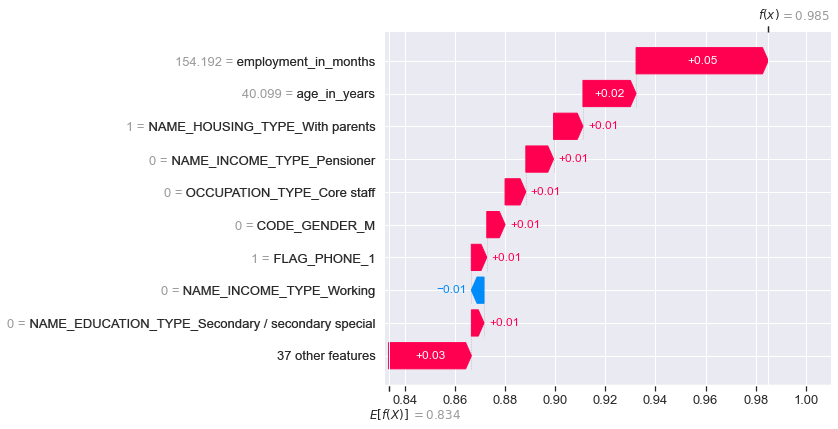 f(x) = 0.985
154.192 = employment_in_months
+0.05
40.099 = age_in_years
+0.02
1 = NAME_HOUSING_TYPE_With parents
+0.01
0 = NAME_INCOME_TYPE_Pensioner
+0.01
0 = OCCUPATION_TYPE_Core staff
+0.01
0 = CODE_GENDER_M
+0.01
1 = FLAG_PHONE_1
+0.01
0 = NAME_INCOME_TYPE_Working
−0.01
0 = NAME_EDUCATION_TYPE_Secondary / secondary special
+0.01
37 other features
+0.03
0.84 0.86 0.88 0.90 0.92 0.94 0.96 0.98 1.00
E[f(X)] = 0.834